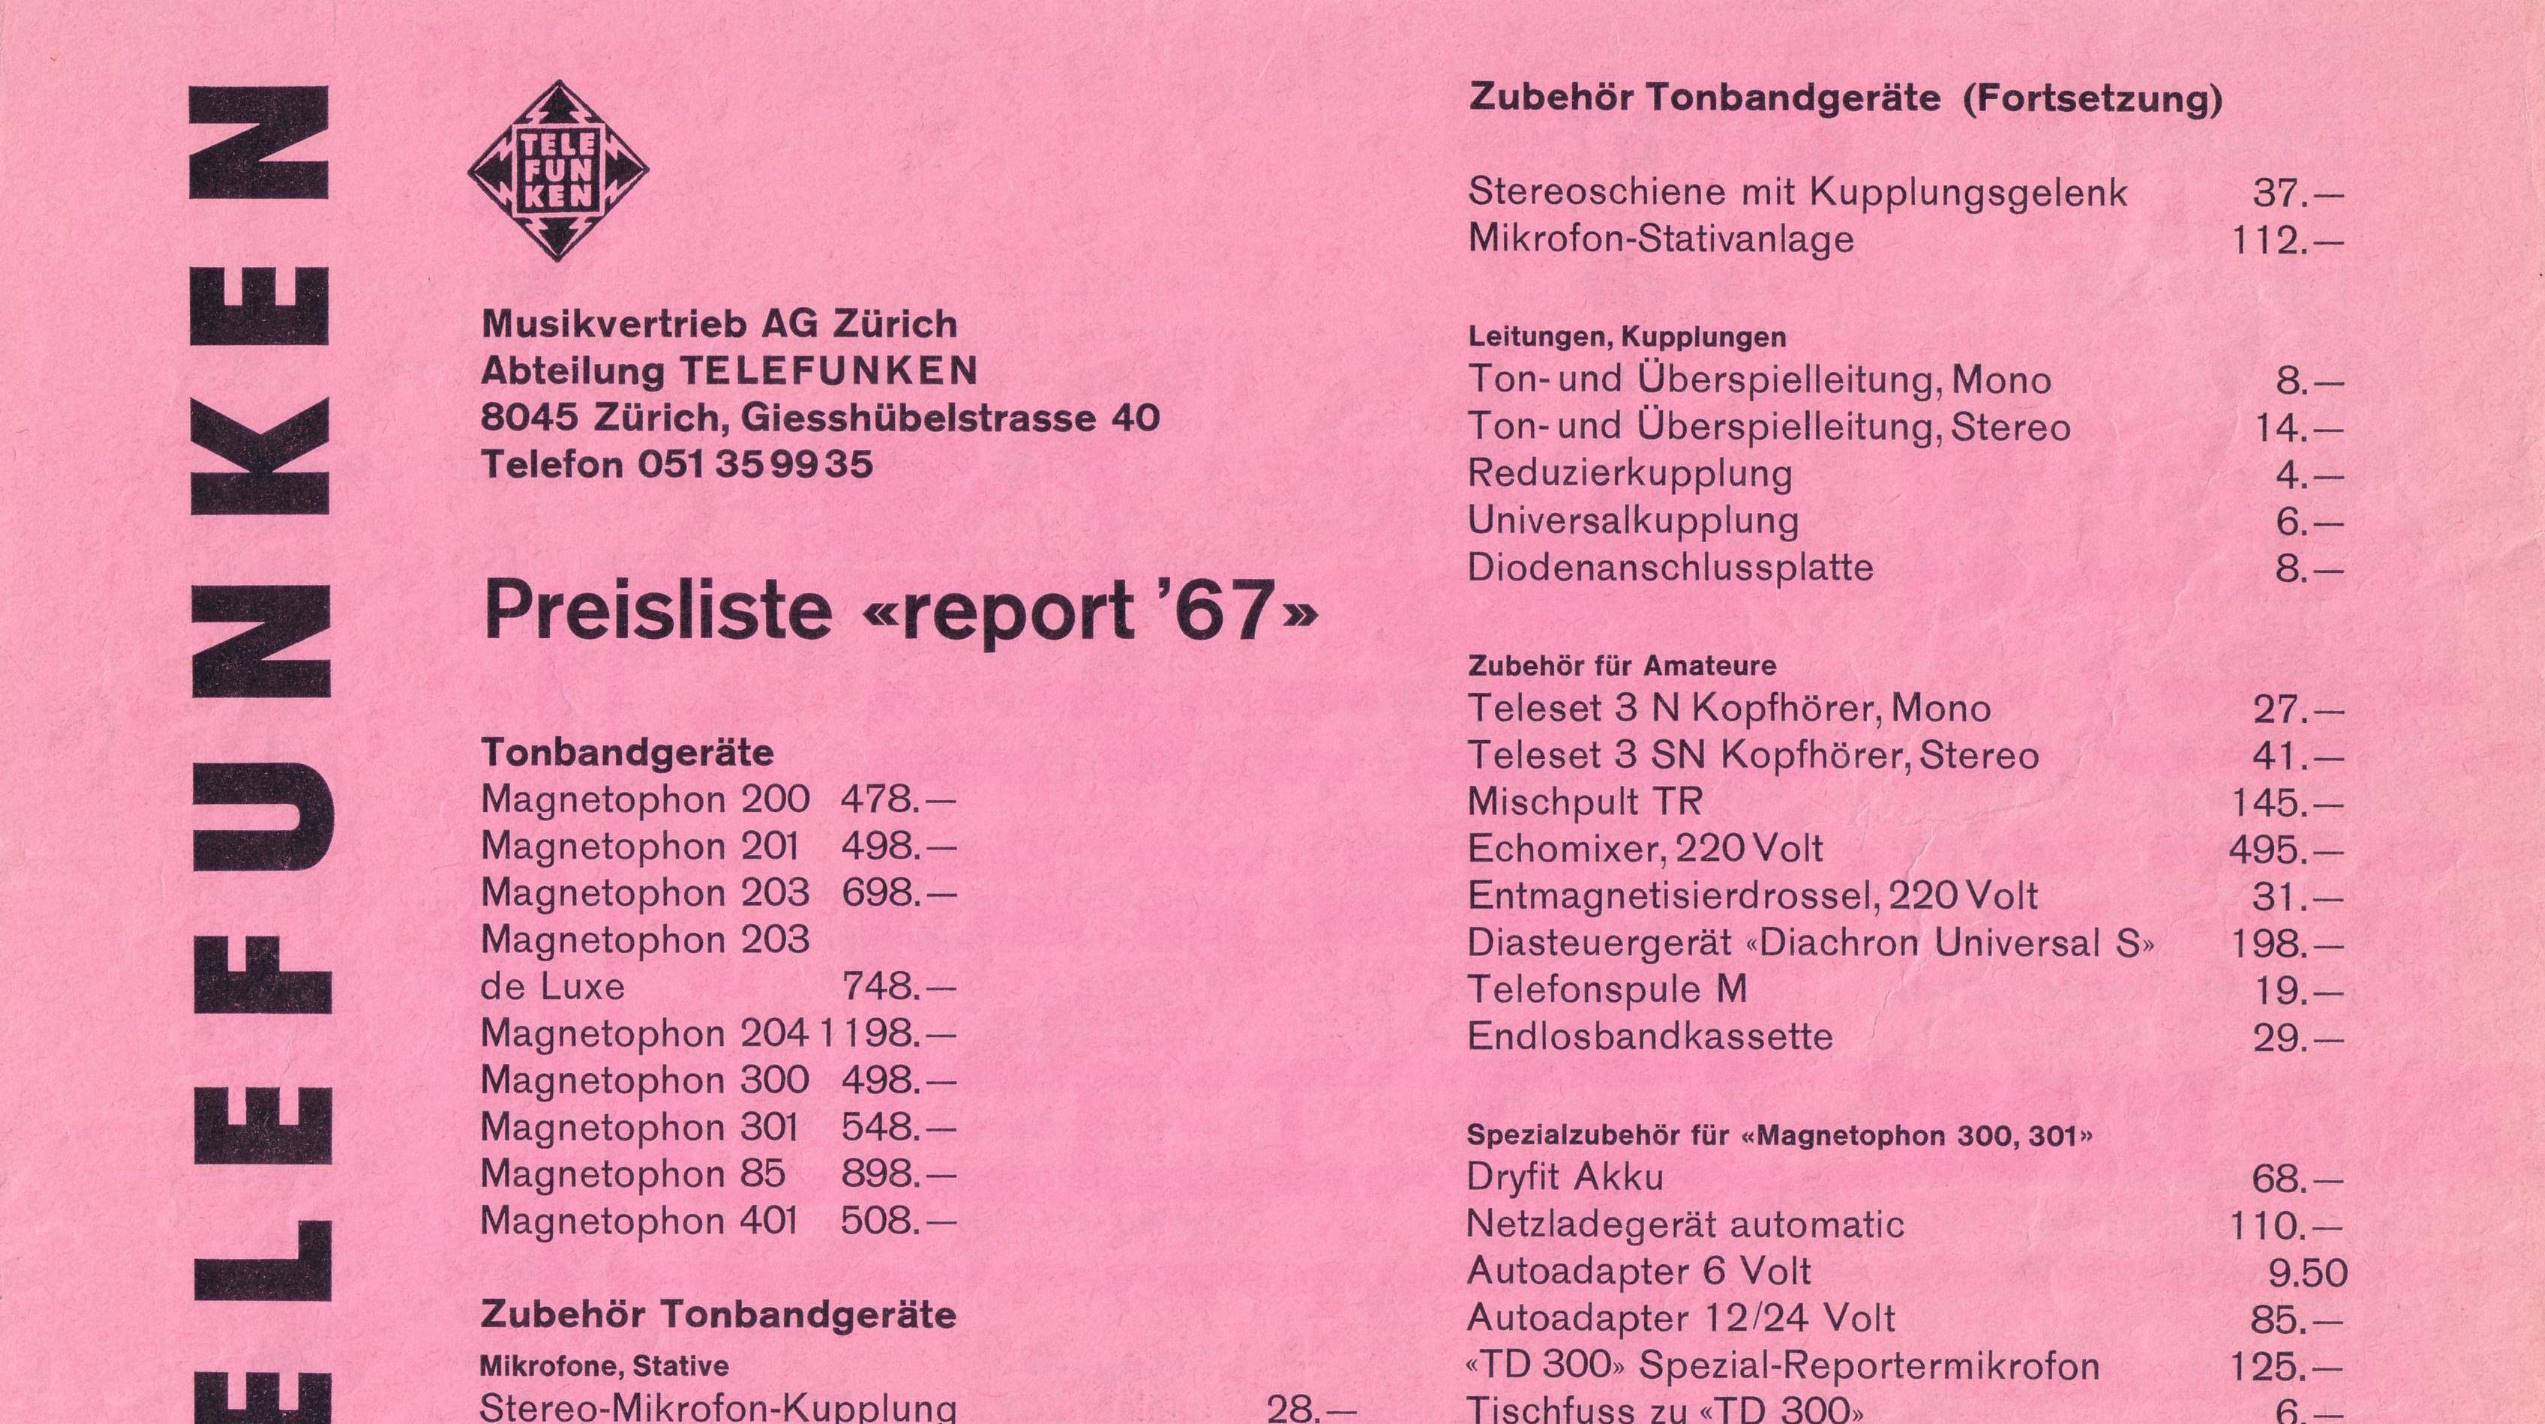 TELE
FUN
KEN
Musikvertrieb AG Zürich
Abteilung TELEFUNKEN
8045 Zürich, Giesshübelstrasse 40
Telefon 051 35 99 35
Preisliste «report ’67»
Tonbandgeräte
Magnetophon 200 478.—
Magnetophon 201 498.—
Magnetophon 203 698.—
Magnetophon 203
de Luxe 748.—
Magnetophon 204 1198.—
Magnetophon 300 498.—
Magnetophon 301 548.—
Magnetophon 85 898.—
Magnetophon 401 508.—
Zubehör Tonbandgeräte
Mikrofone, Stative
Stereo-Mikrofon-Kupplung 28.—
Zubehör Tonbandgeräte (Fortsetzung)
Stereoschiene mit Kupplungsgelenk 37.—
Mikrofon-Stativanlage 112.—
Leitungen, Kupplungen
Ton- und Überspielleitung, Mono 8.—
Ton- und Überspielleitung, Stereo 14.—
Reduzierkupplung 4.—
Universalkupplung 6.—
Diodenanschlussplatte 8.—
Zubehör für Amateure
Teleset 3 N Kopfhörer, Mono 27.—
Teleset 3 SN Kopfhörer, Stereo 41.—
Mischpult TR 145.—
Echomixer, 220 Volt 495.—
Entmagnetisierdrossel, 220 Volt 31.—
Diasteuergerät «Diachron Universal S» 198.—
Telefonspule M 19.—
Endlosbandkassette 29.—
Spezialzubehör für «Magnetophon 300, 301»
Dryfit Akku 68.—
Netzladegerät automatic 110.—
Autoadapter 6 Volt 9.50
Autoadapter 12/24 Volt 85.—
«TD 300» Spezial-Reportermikrofon 125.—
Tischfuss zu «TD 300» 6.—
ELEFUNKEN